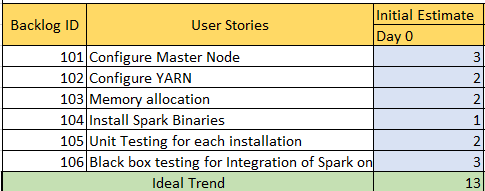 Backlog ID User Stories Initial Estimate
Day 0
101 Configure Master Node 3
102 Configure YARN 2
103 Memory allocation 2
104 Install Spark Binaries 1
105 Unit Testing for each installation 2
106 Black box testing for Integration of Spark on 3
Ideal Trend 13